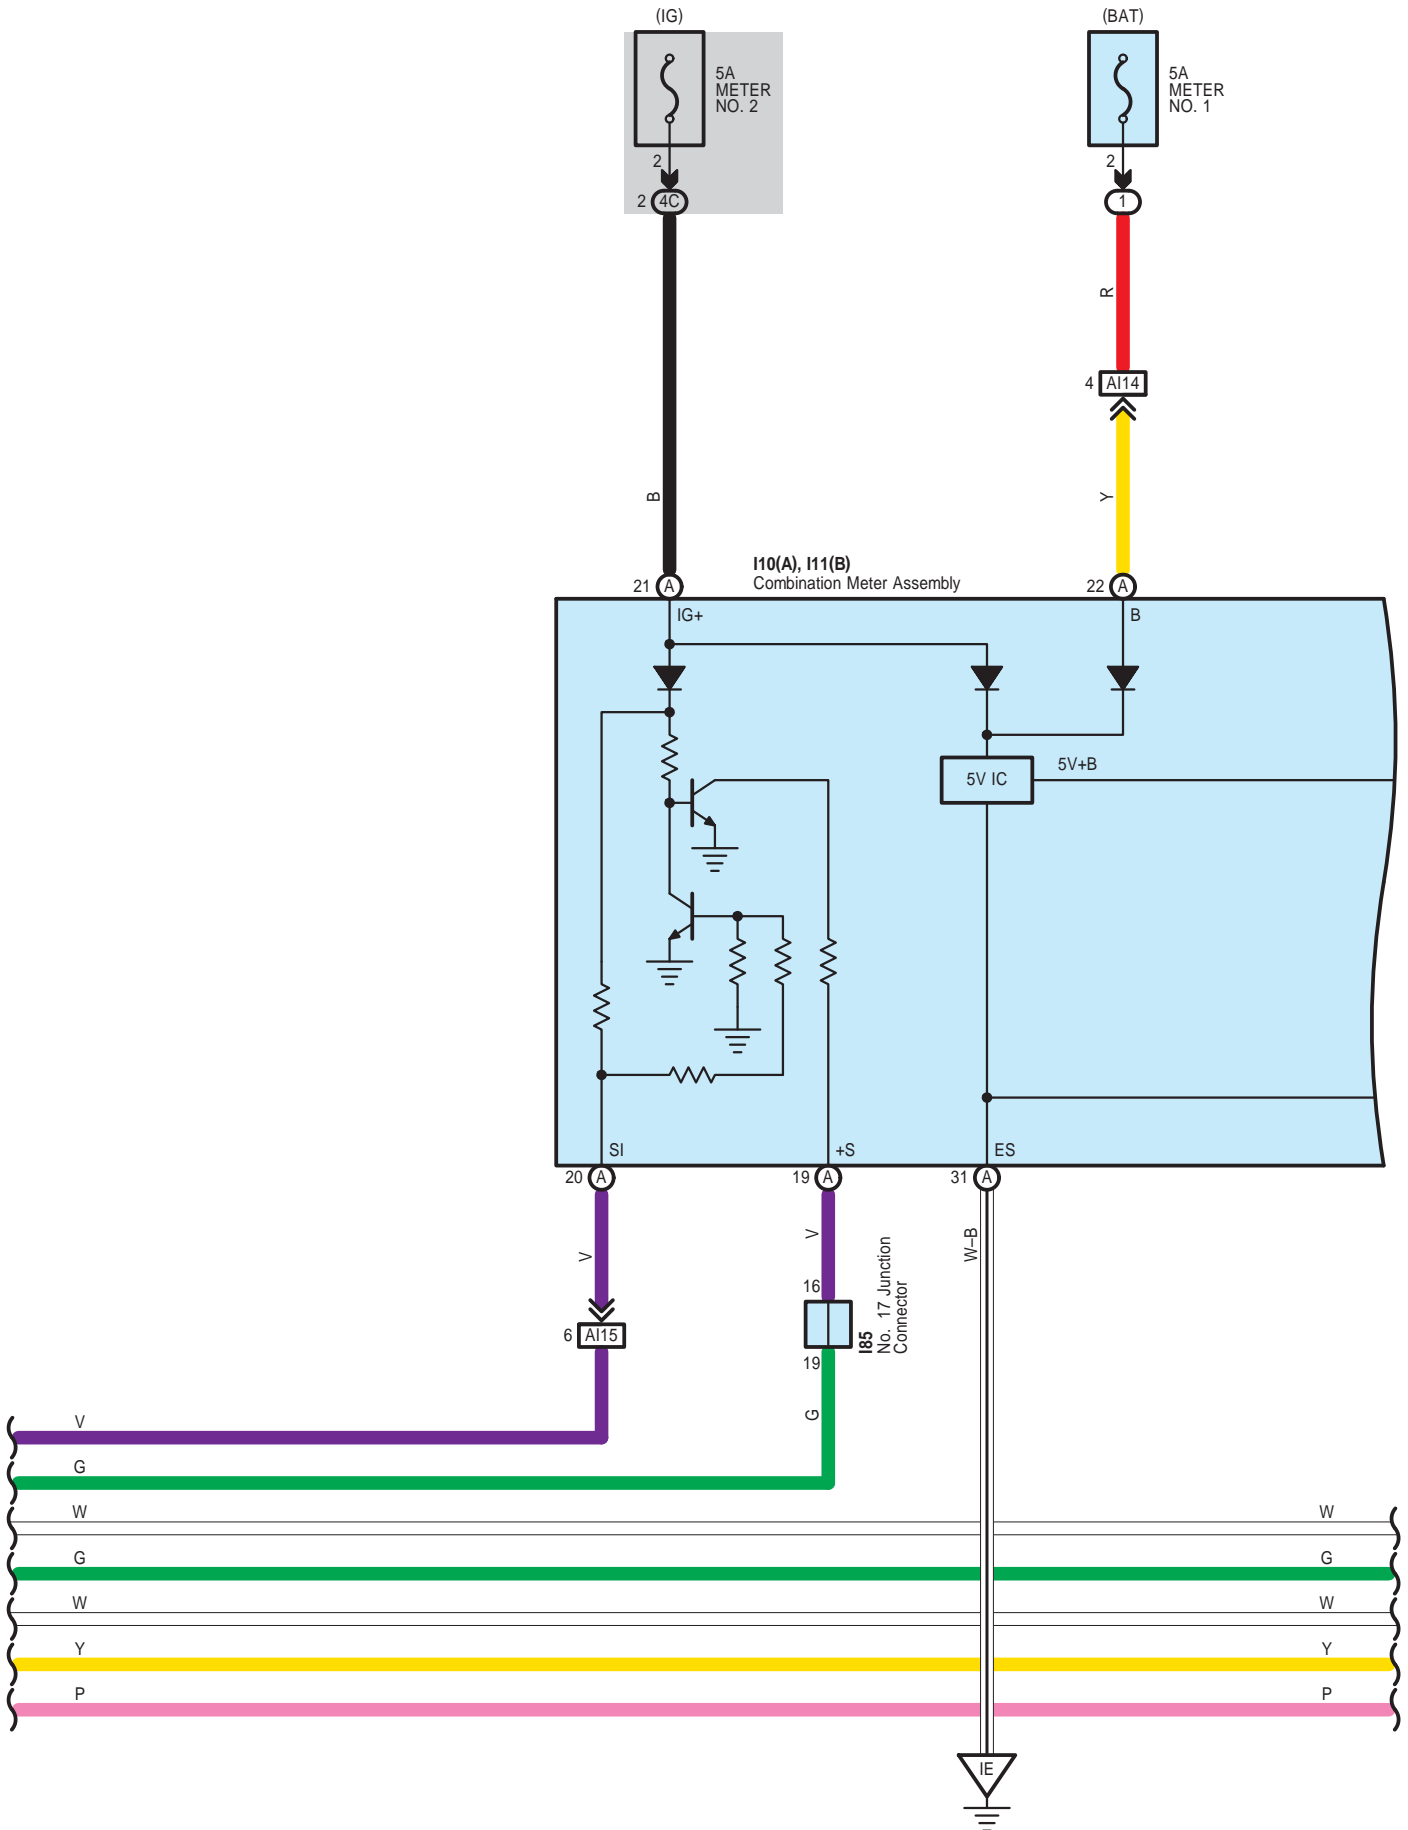 (IG)
(BAT)
5A
METER
NO. 2
5A
METER
NO. 1
2
2
2 4C
1
R
4 AI14
B
Y
I10(A), I11(B)
Combination Meter Assembly
21 A
22 A
IG+
B
5V IC
5V+B
SI
+S
ES
20 A
19 A
31 A
V
V
W–B
16
I85
No. 17 Junction
Connector
6 AI15
19
G
V
G
W
W
G
G
W
W
Y
Y
P
P
IE